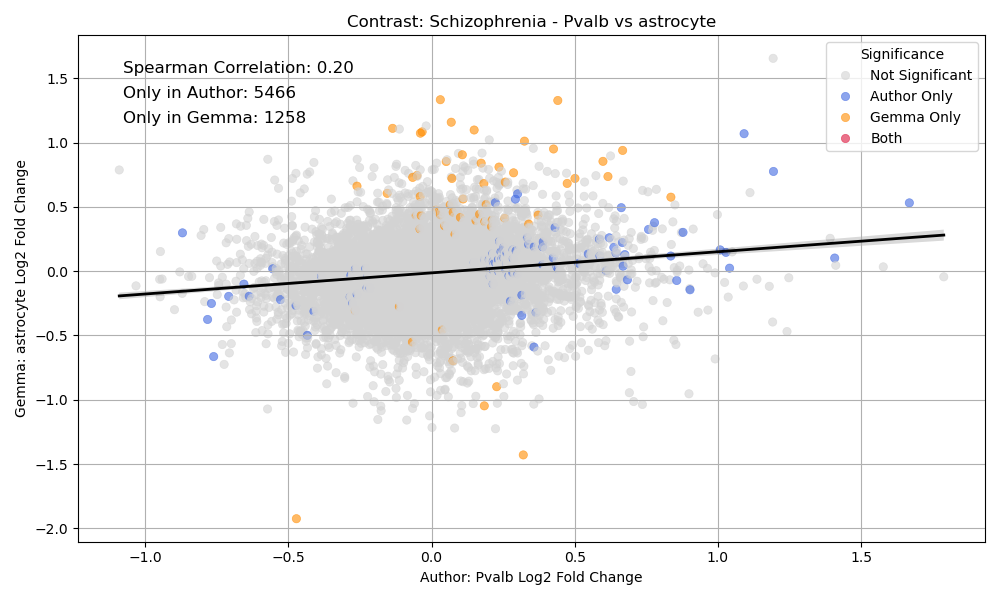 Contrast: Schizophrenia - Pvalb vs astrocyte
Spearman Correlation: 0.20
Only in Author: 5466
Only in Gemma: 1258
Significance
Not Significant
Author Only
Gemma Only
Both
1.5
1.0
0.5
0.0
−0.5
−1.0
−1.5
−2.0
Gemma: astrocyte Log2 Fold Change
−1.0
−0.5
0.0
0.5
1.0
1.5
Author: Pvalb Log2 Fold Change